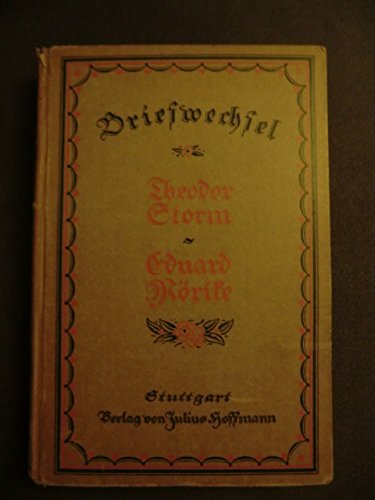 Briefwechsel
Theodor
Storm
~
Eduard
Mörike
Stuttgart
Verlag von Julius Hoffmann